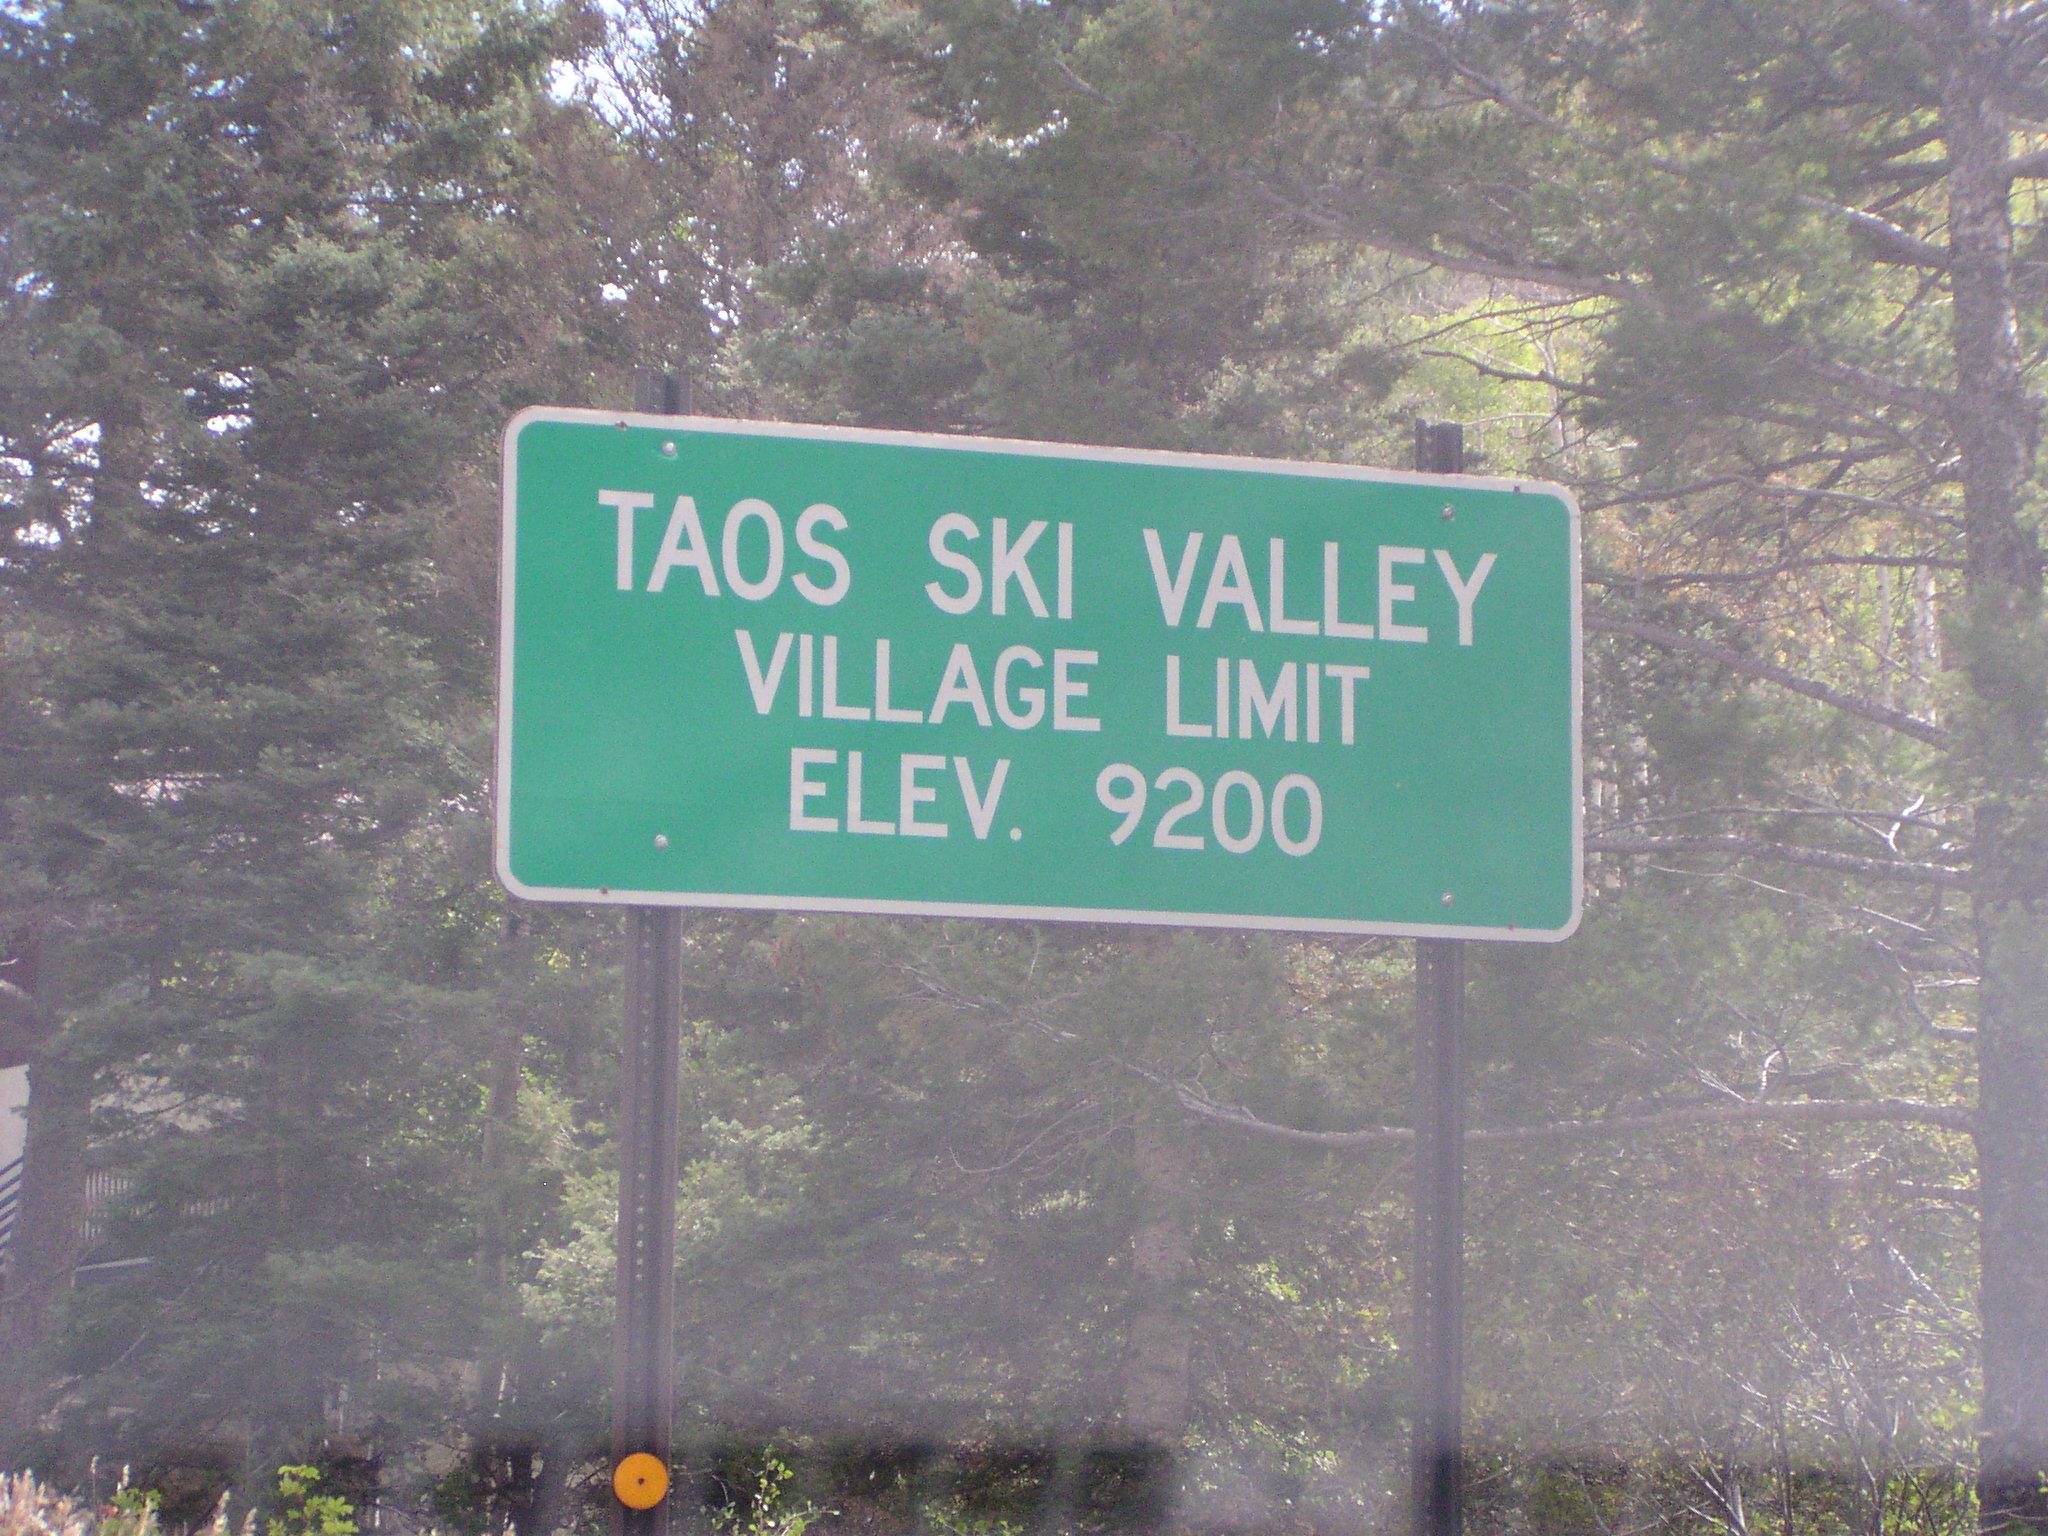 TAOS SKI VALLEY
VILLAGE LIMIT
ELEV. 9200